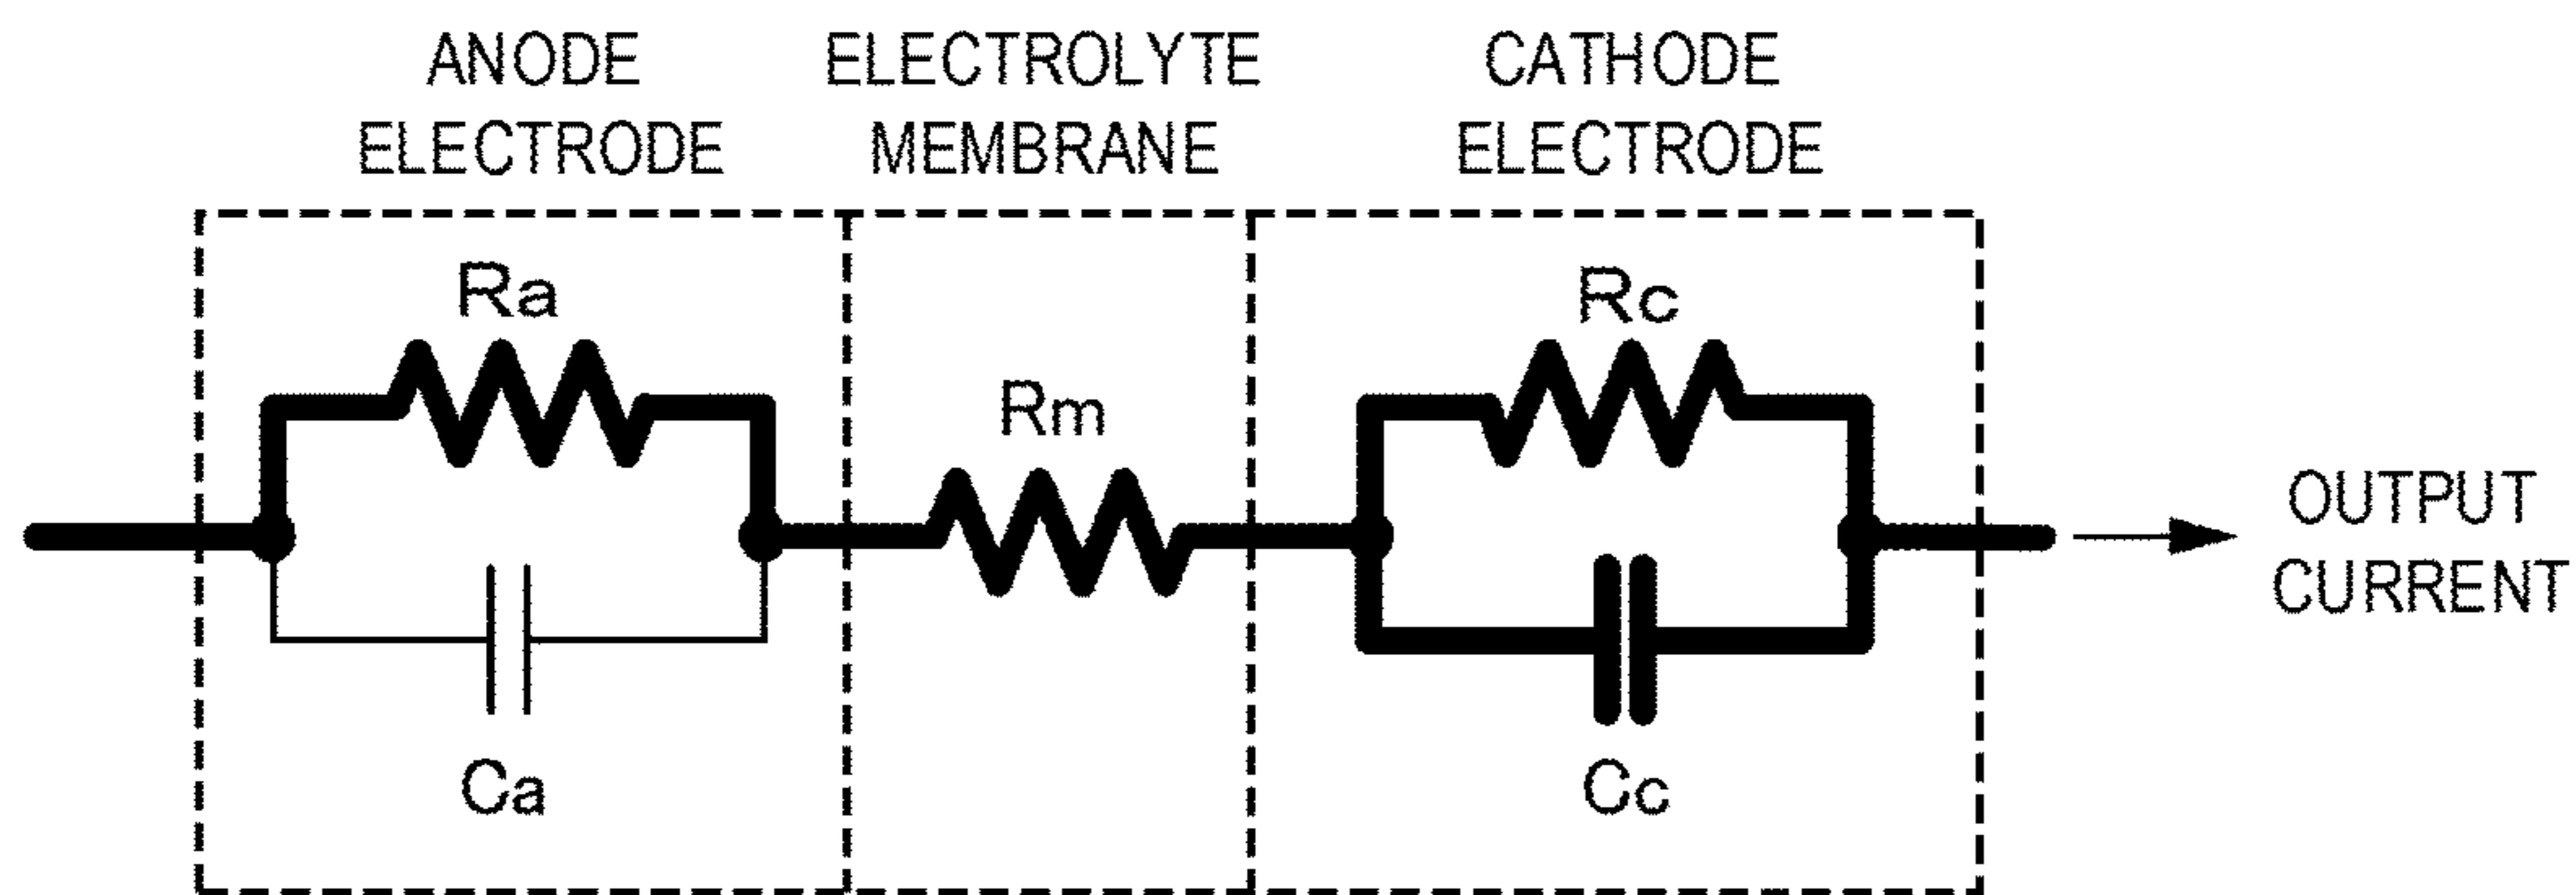 ANODE
ELECTRODE
ELECTROLYTE
MEMBRANE
CATHODE
ELECTRODE
Ra
Rm
Rc
Ca
Cc
OUTPUT
CURRENT